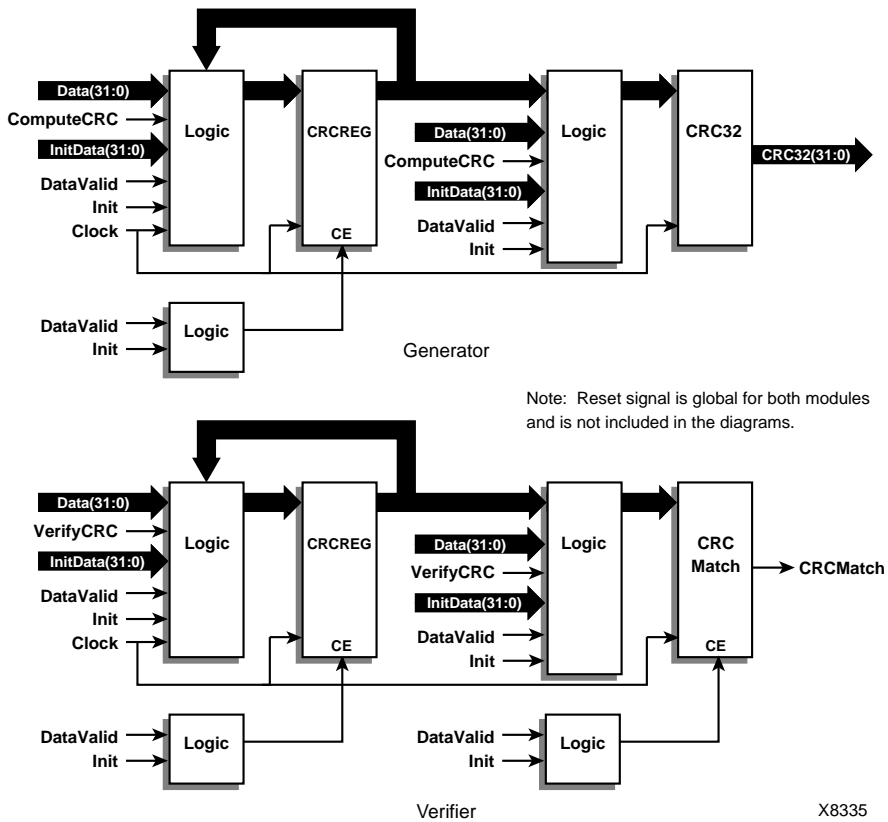 Data(31:0)
ComputeCRC
InitData(31:0)
DataValid
Init
Clock
Logic
CRCREG
CE
Data(31:0)
ComputeCRC
InitData(31:0)
DataValid
Init
Logic
CRC32
CRC32(31:0)
DataValid
Init
Logic
Generator
Note: Reset signal is global for both modules
and is not included in the diagrams.
Data(31:0)
VerifyCRC
InitData(31:0)
DataValid
Init
Clock
Logic
CRCREG
CE
Data(31:0)
VerifyCRC
InitData(31:0)
DataValid
Init
Logic
CRC
Match
CE
CRCMatch
DataValid
Init
Logic
DataValid
Init
Logic
Verifier
X8335